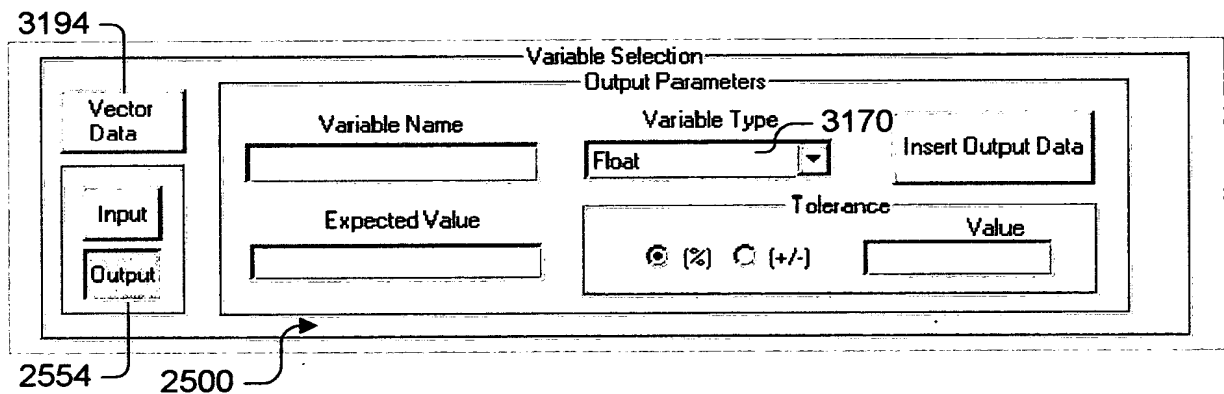 3194
Variable Selection
Output Parameters
Vector
Data
Variable Name
Variable Type
3170
Float
Insert Output Data
Input
Output
Expected Value
Tolerance
Value
(%) (+/-)
2554
2500